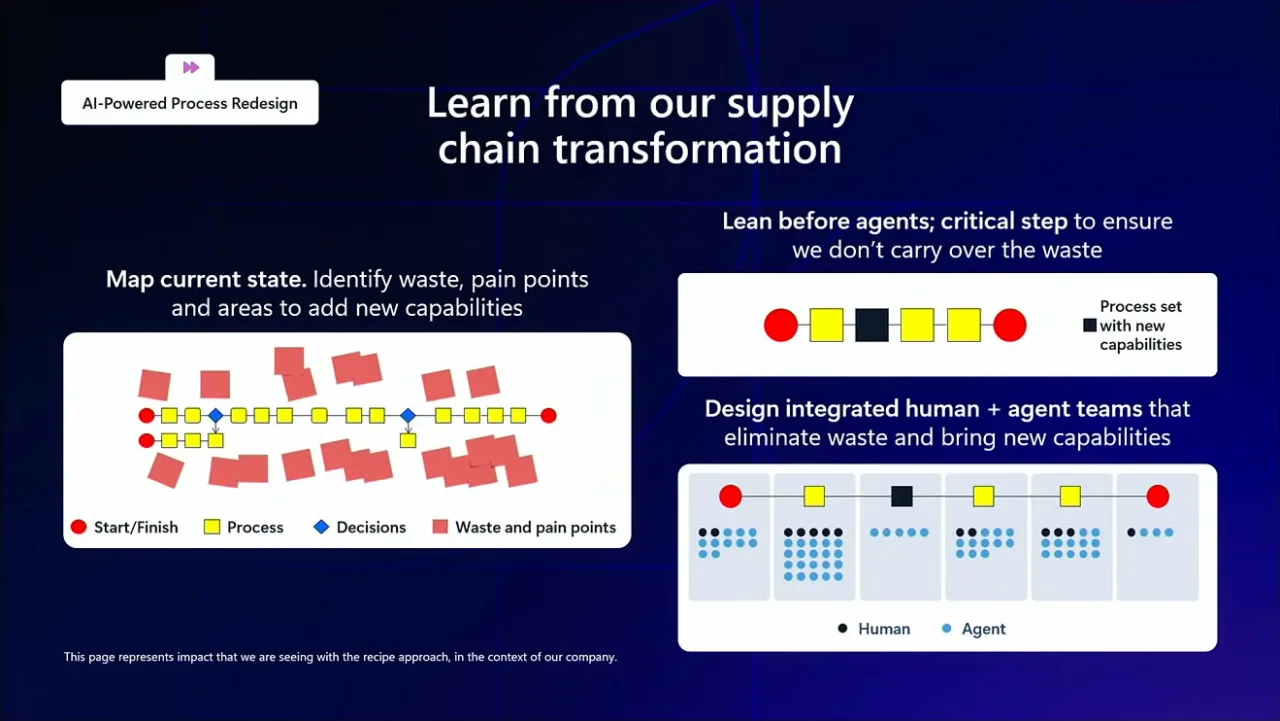 AI-Powered Process Redesign
Learn from our supply
chain transformation
Map current state. Identify waste, pain points
and areas to add new capabilities
Start/Finish
Process
Decisions
Waste and pain points
Lean before agents; critical step to ensure
we don’t carry over the waste
Process set
with new
capabilities
Design integrated human + agent teams that
eliminate waste and bring new capabilities
Human
Agent
This page represents impact that we are seeing with the recipe approach, in the context of our company.